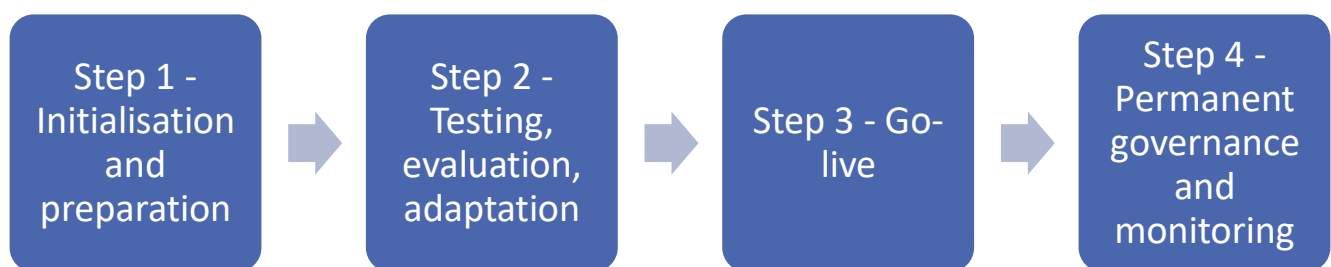 Step 1 -
Initialisation
and
preparation
Step 2 -
Testing,
evaluation,
adaptation
Step 3 - Go-
live
Step 4 -
Permanent
governance
and
monitoring